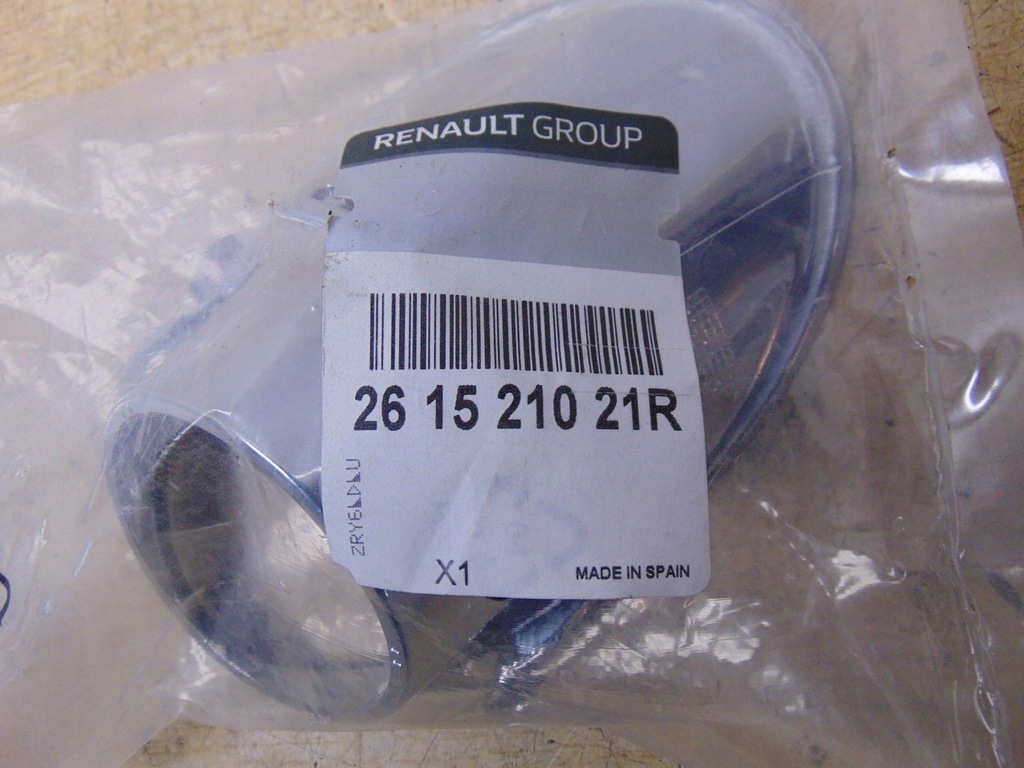 RENAULT GROUP
26 15 210 21R
X1
MADE IN SPAIN